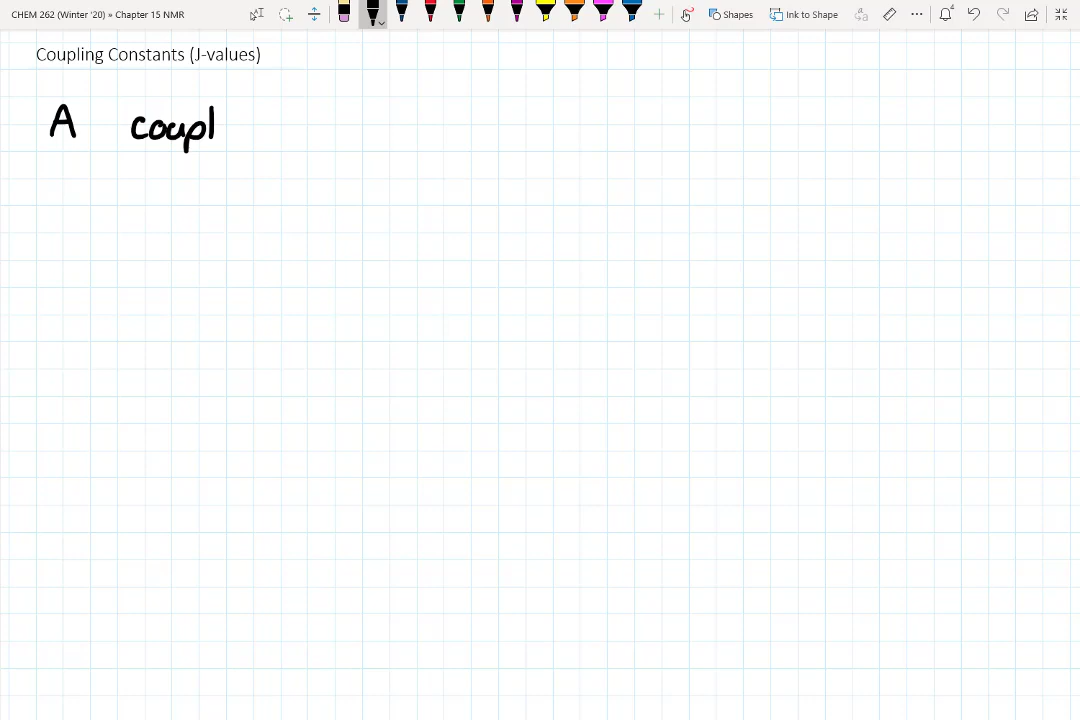 CHEM 262 (Winter '20) » Chapter 15 NMR Shapes Ink to Shape
Coupling Constants (J-values)
A coupl